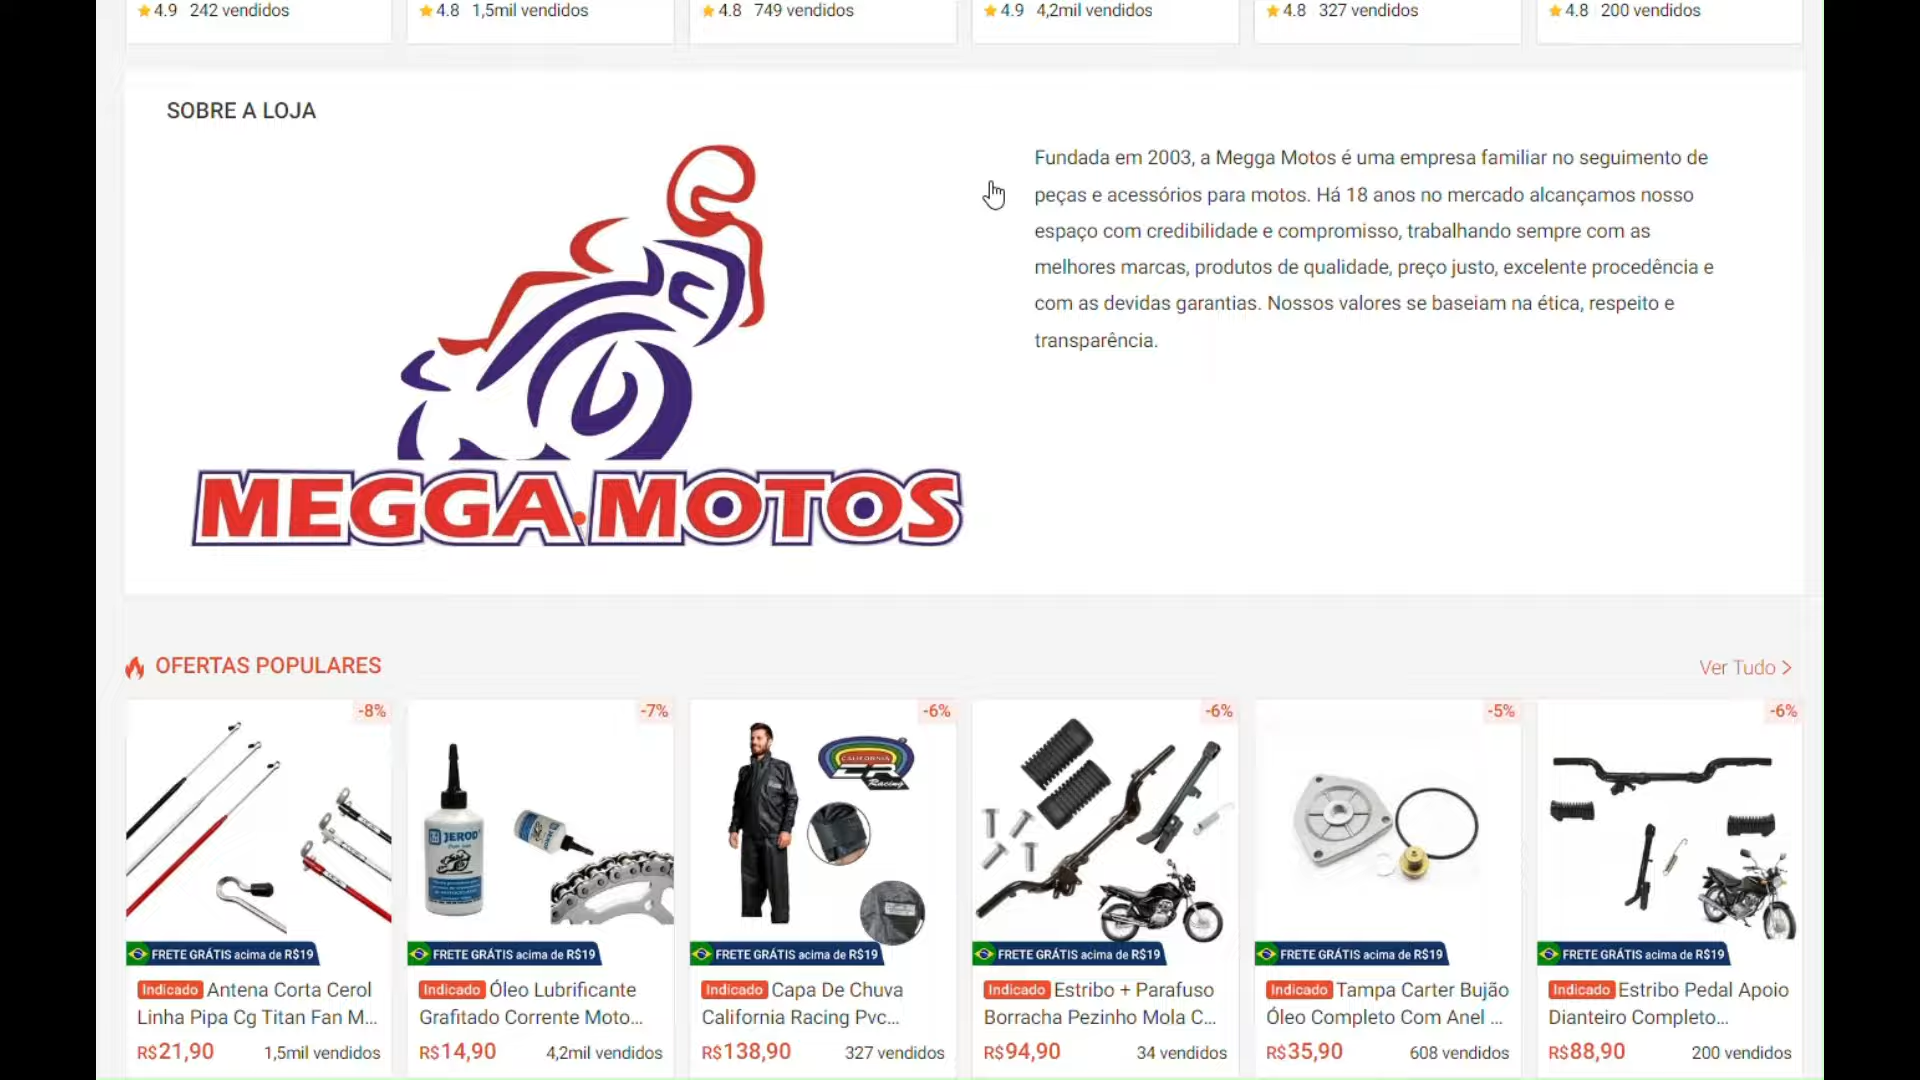 4.9 242 vendidos
4.8 1,5mil vendidos
4.8 749 vendidos
4.9 4,2mil vendidos
4.8 327 vendidos
4.8 200 vendidos
SOBRE A LOJA
Fundada em 2003, a Megga Motos é uma empresa familiar no seguimento de
peças e acessórios para motos. Há 18 anos no mercado alcançamos nosso
espaço com credibilidade e compromisso, trabalhando sempre com as
melhores marcas, produtos de qualidade, preço justo, excelente procedência e
com as devidas garantias. Nossos valores se baseiam na ética, respeito e
transparência.
MEGGA MOTOS
OFERTAS POPULARES
Ver Tudo
-8%
FRETE GRÁTIS acima de R$19
Indicado Antena Corta Cerol
Linha Pipa Cg Titan Fan M...
R$21,90 1,5mil vendidos
-7%
JEROD
FRETE GRÁTIS acima de R$19
Indicado Óleo Lubrificante
Grafitado Corrente Moto...
R$14,90 4,2mil vendidos
-6%
CALIFORNIA
Racing
FRETE GRÁTIS acima de R$19
Indicado Capa De Chuva
California Racing Pvc...
R$138,90 327 vendidos
-6%
FRETE GRÁTIS acima de R$19
Indicado Estribo + Parafuso
Borracha Pezinho Mola C...
R$94,90 34 vendidos
-5%
FRETE GRÁTIS acima de R$19
Indicado Tampa Carter Bujão
Óleo Completo Com Anel ...
R$35,90 608 vendidos
-6%
FRETE GRÁTIS acima de R$19
Indicado Estribo Pedal Apoio
Dianteiro Completo...
R$88,90 200 vendidos